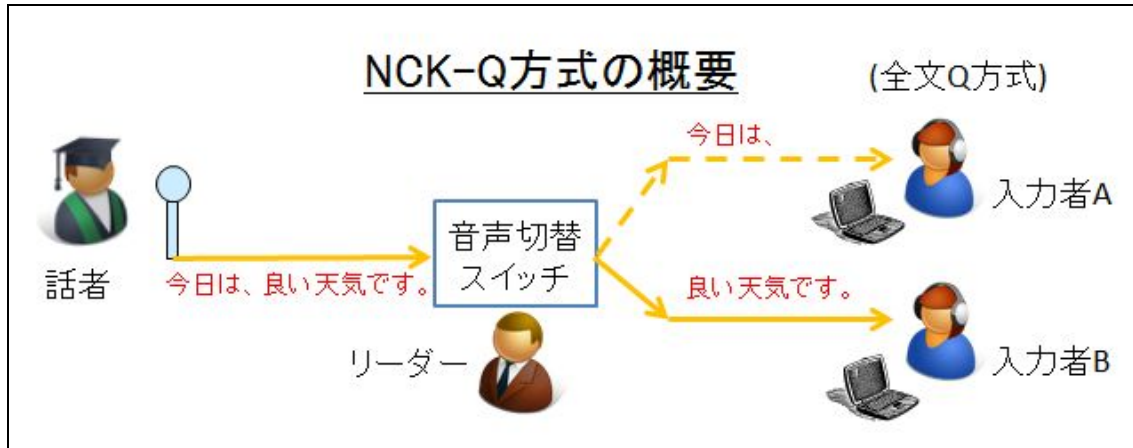 NCK-Q方式の概要
(全文Q方式)
今日は、
入力者A
音声切替
スイッチ
話者
今日は、良い天気です。
良い天気です。
リーダー
入力者B